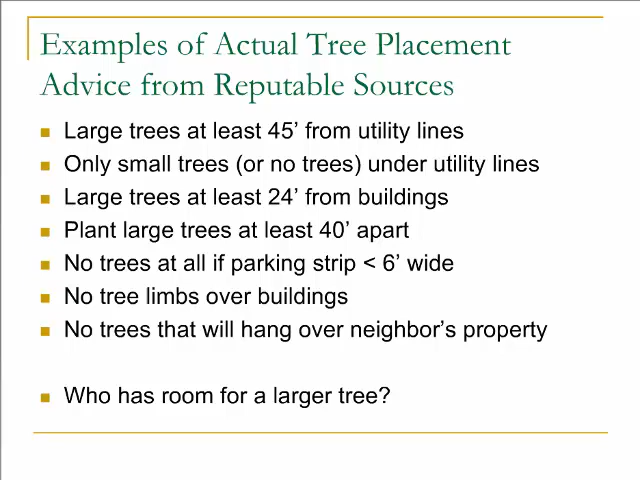 Examples of Actual Tree Placement
Advice from Reputable Sources
Large trees at least 45’ from utility lines
Only small trees (or no trees) under utility lines
Large trees at least 24’ from buildings
Plant large trees at least 40’ apart
No trees at all if parking strip < 6’ wide
No tree limbs over buildings
No trees that will hang over neighbor’s property
Who has room for a larger tree?